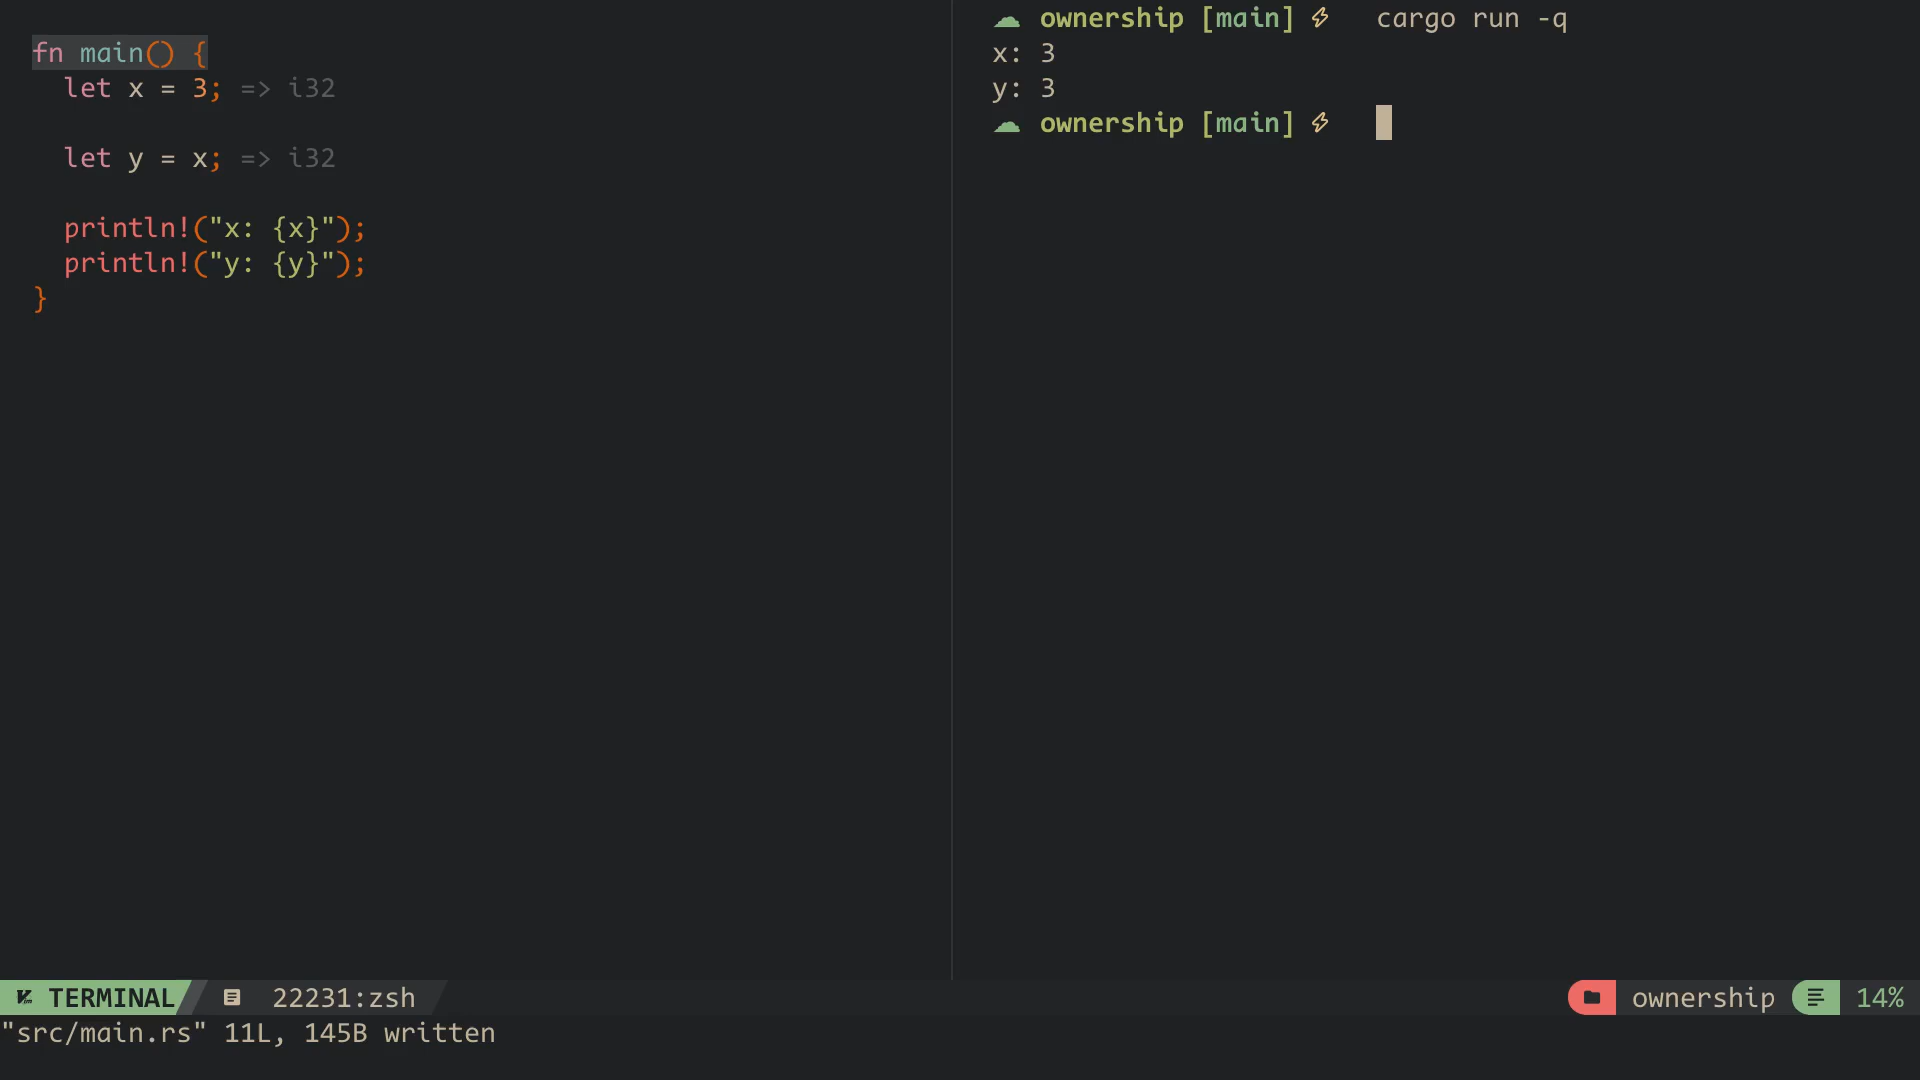 fn main() {
  let x = 3; => i32

  let y = x; => i32

  println!("x: {x}");
  println!("y: {y}");
}
ownership [main] ⚡ cargo run -q
x: 3
y: 3
ownership [main] ⚡
TERMINAL 22231:zsh ownership 14%
"src/main.rs" 11L, 145B written